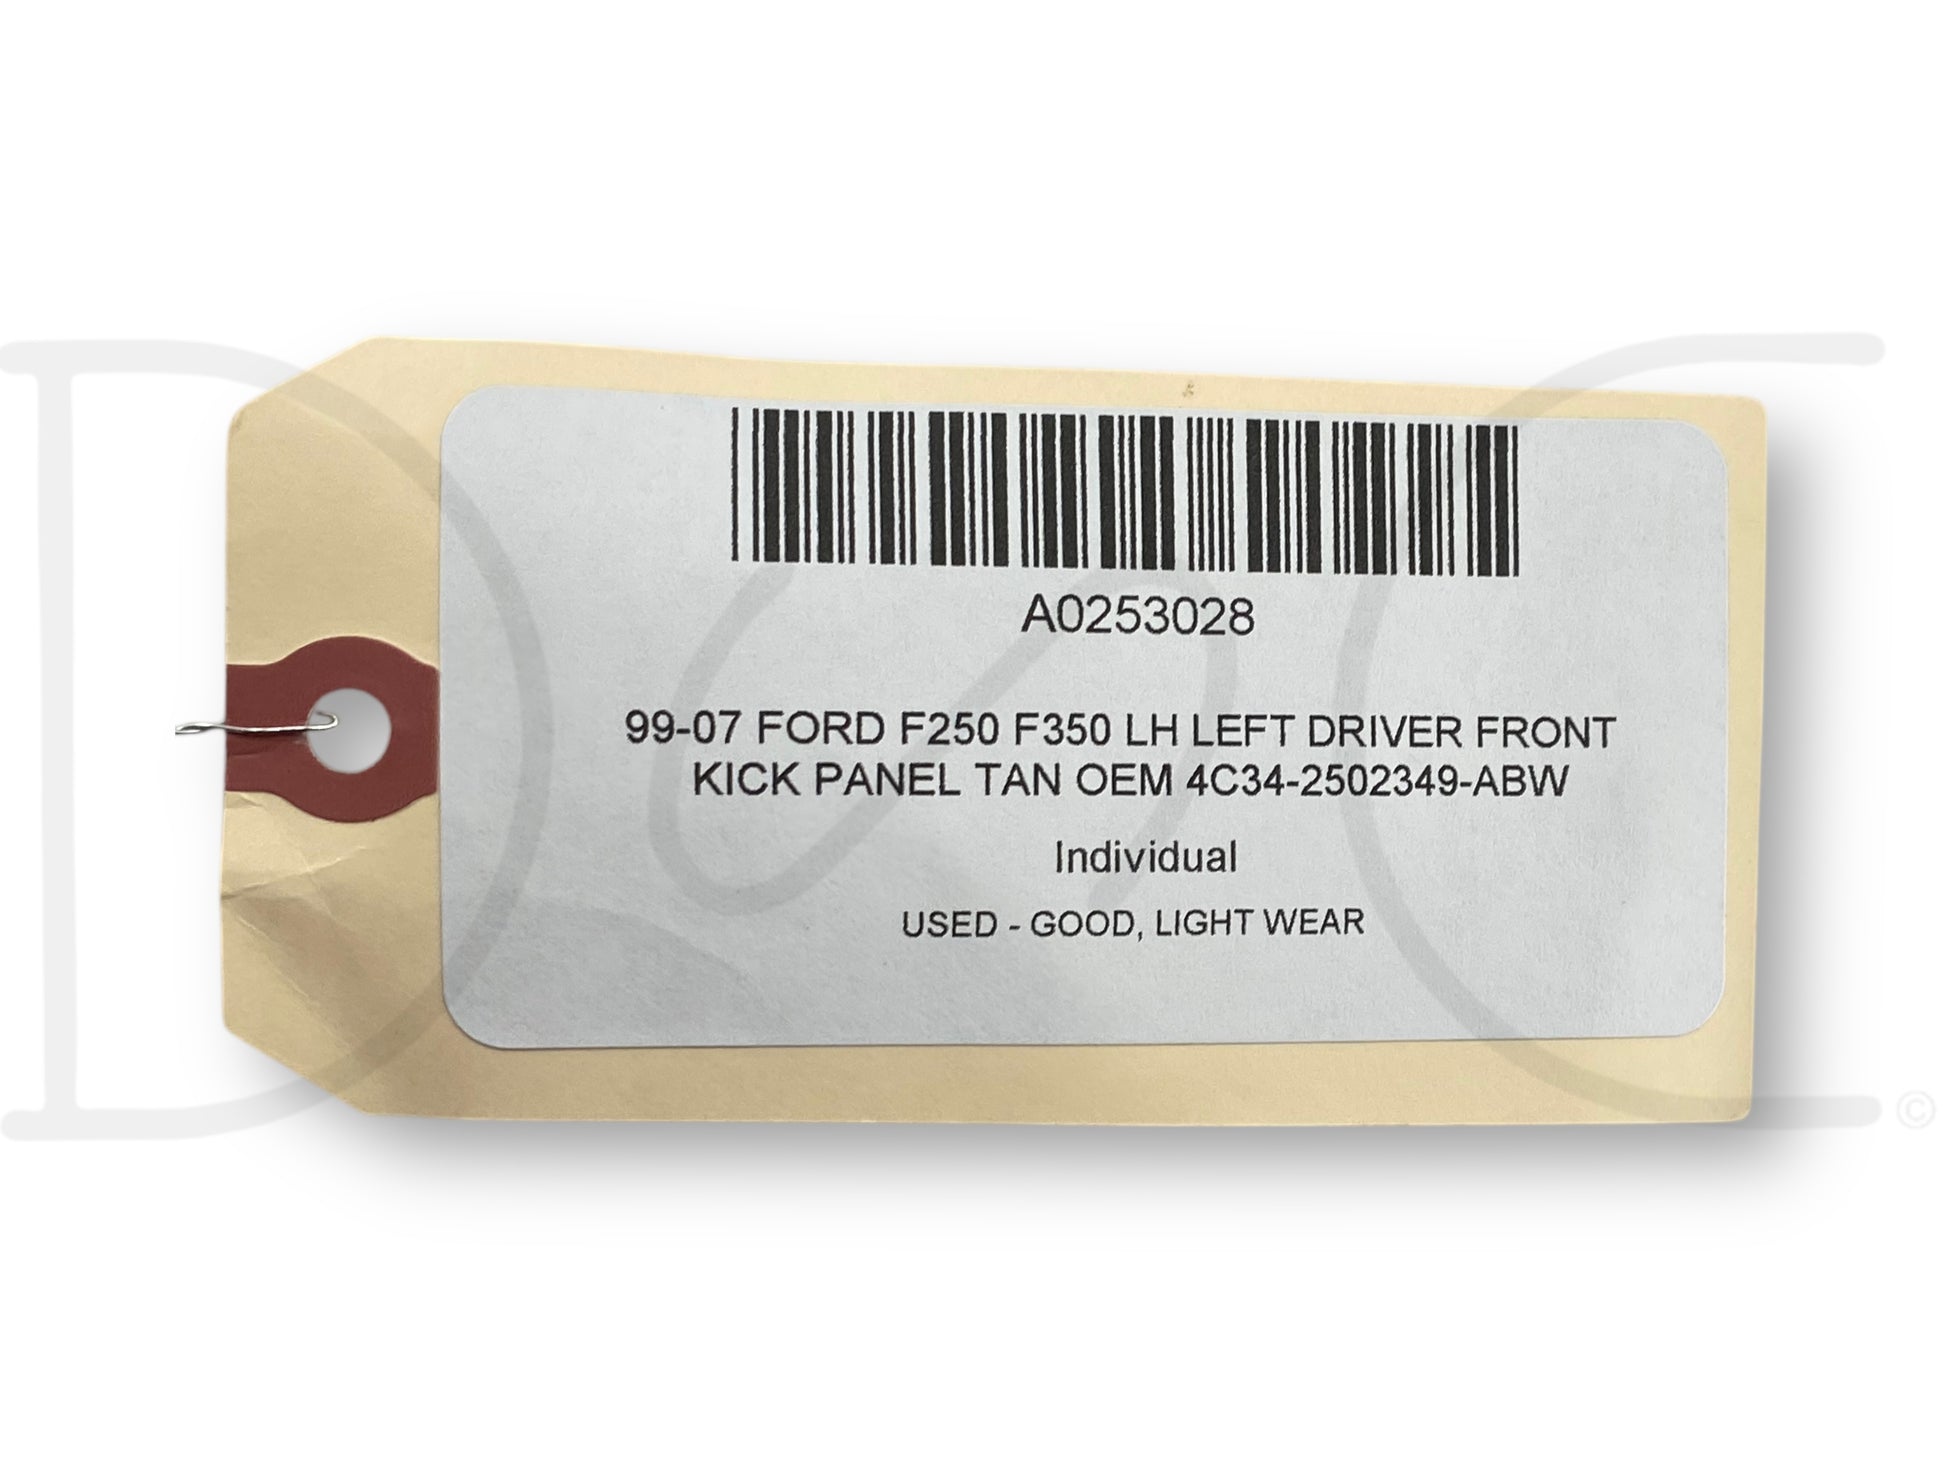 A0253028
99-07 FORD F250 F350 LH LEFT DRIVER FRONT
KICK PANEL TAN OEM 4C34-2502349-ABW
Individual
USED - GOOD, LIGHT WEAR
D&C ©